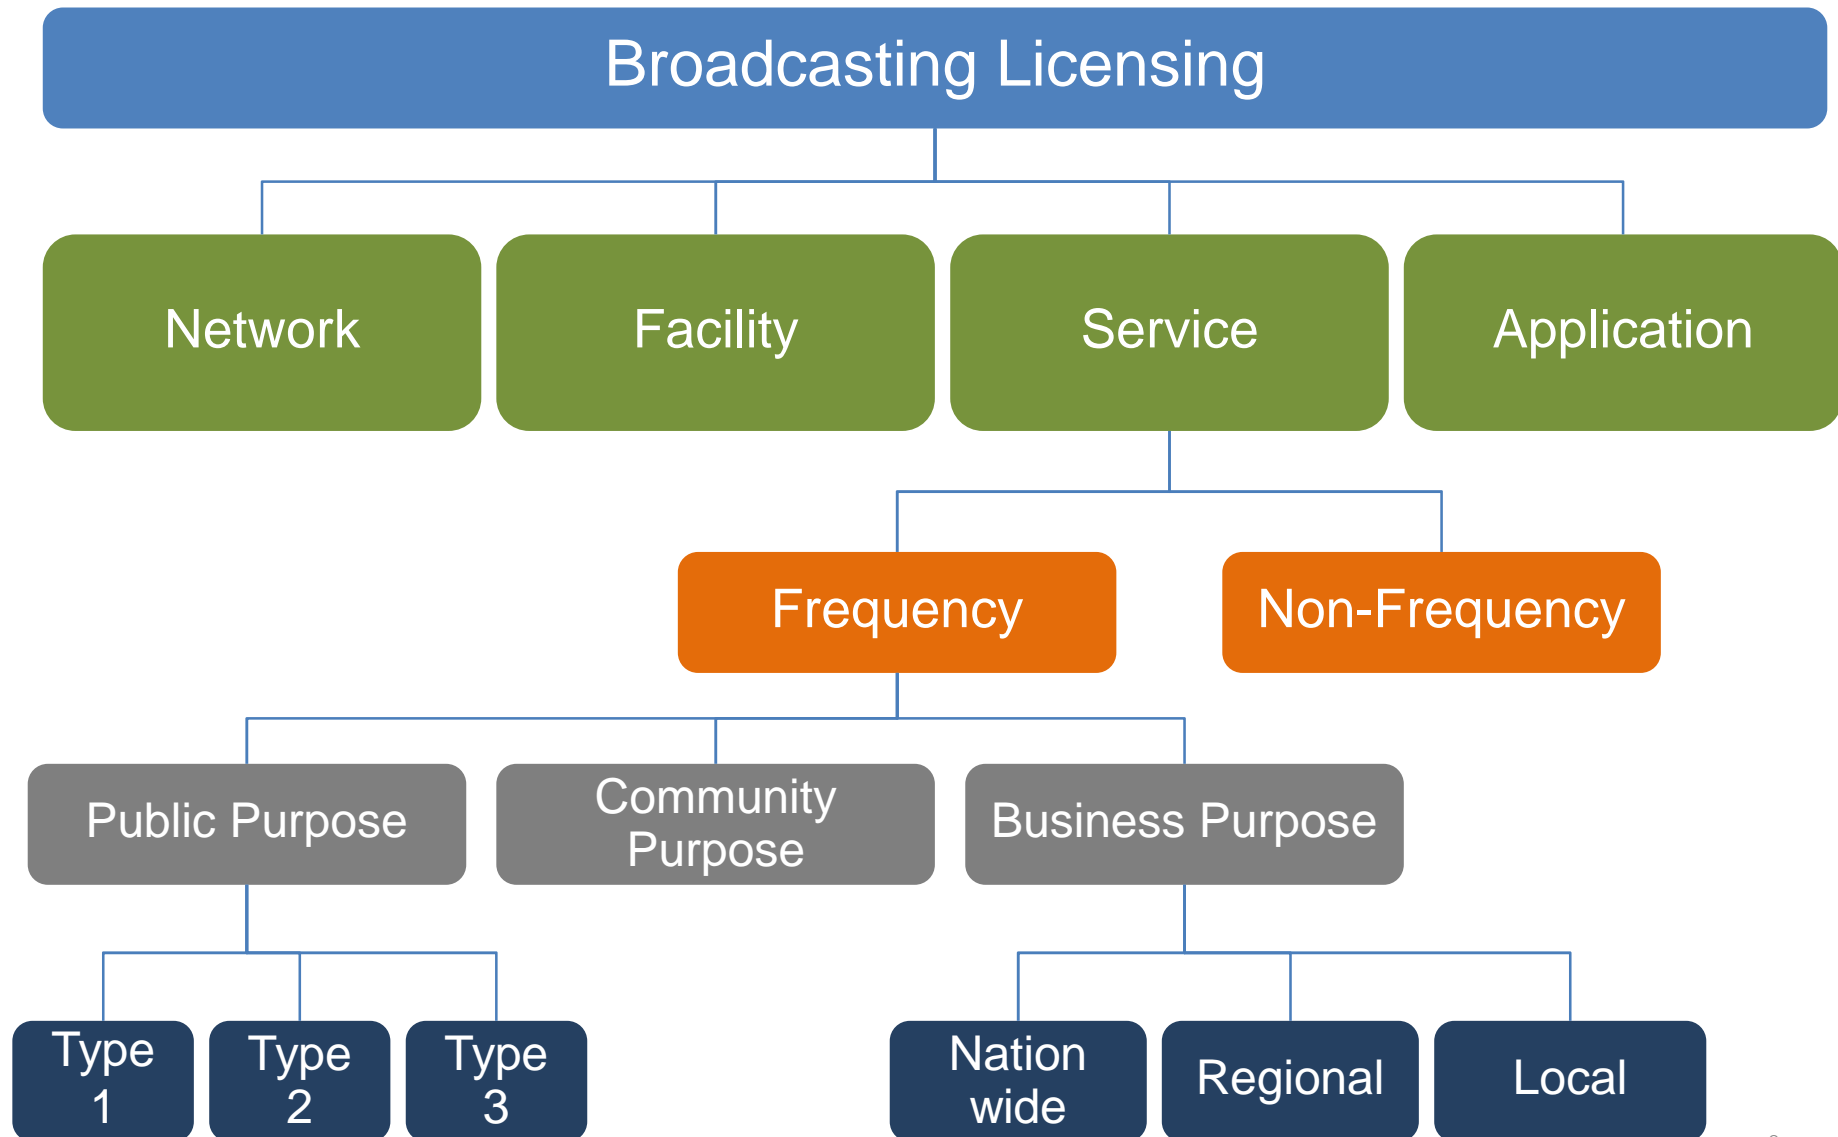 Broadcasting Licensing
Network
Facility
Service
Application
Frequency
Non-Frequency
Public Purpose
Community
Purpose
Business Purpose
Type
1
Type
2
Type
3
Nation
wide
Regional
Local